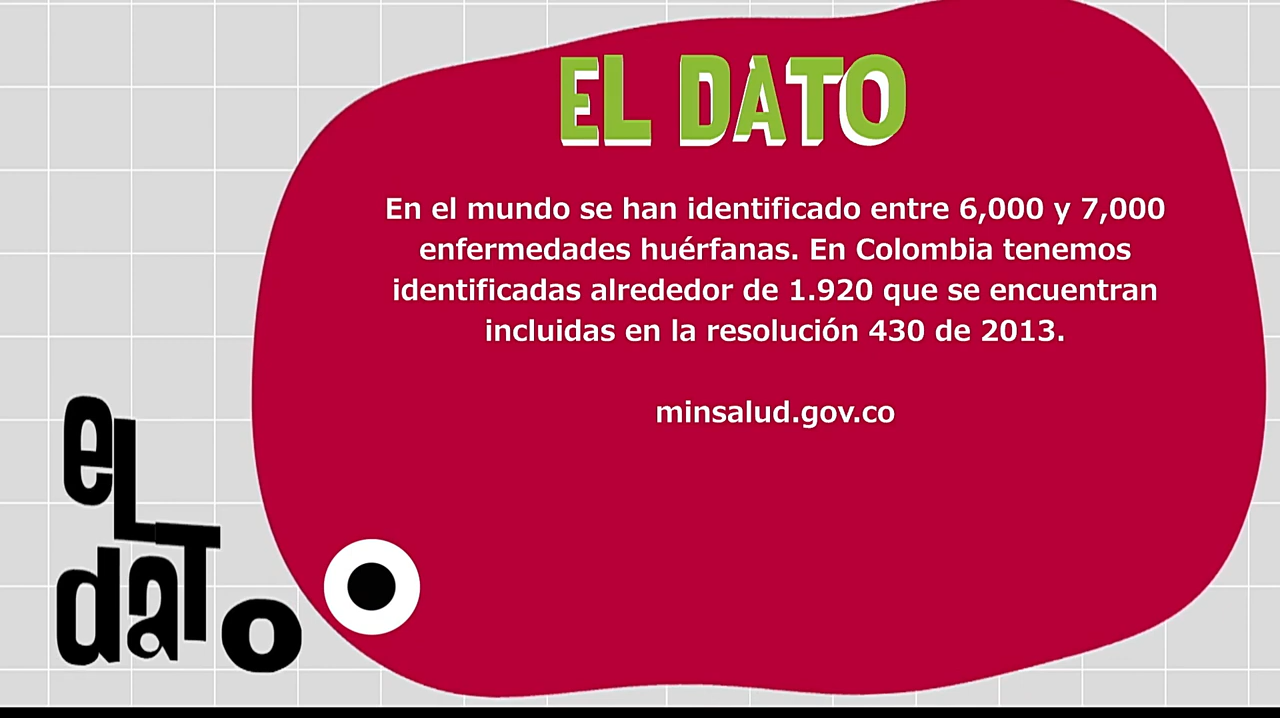 EL DATO
En el mundo se han identificado entre 6,000 y 7,000
enfermedades huérfanas. En Colombia tenemos
identificadas alrededor de 1.920 que se encuentran
incluidas en la resolución 430 de 2013.
minsalud.gov.co
eL
daTo